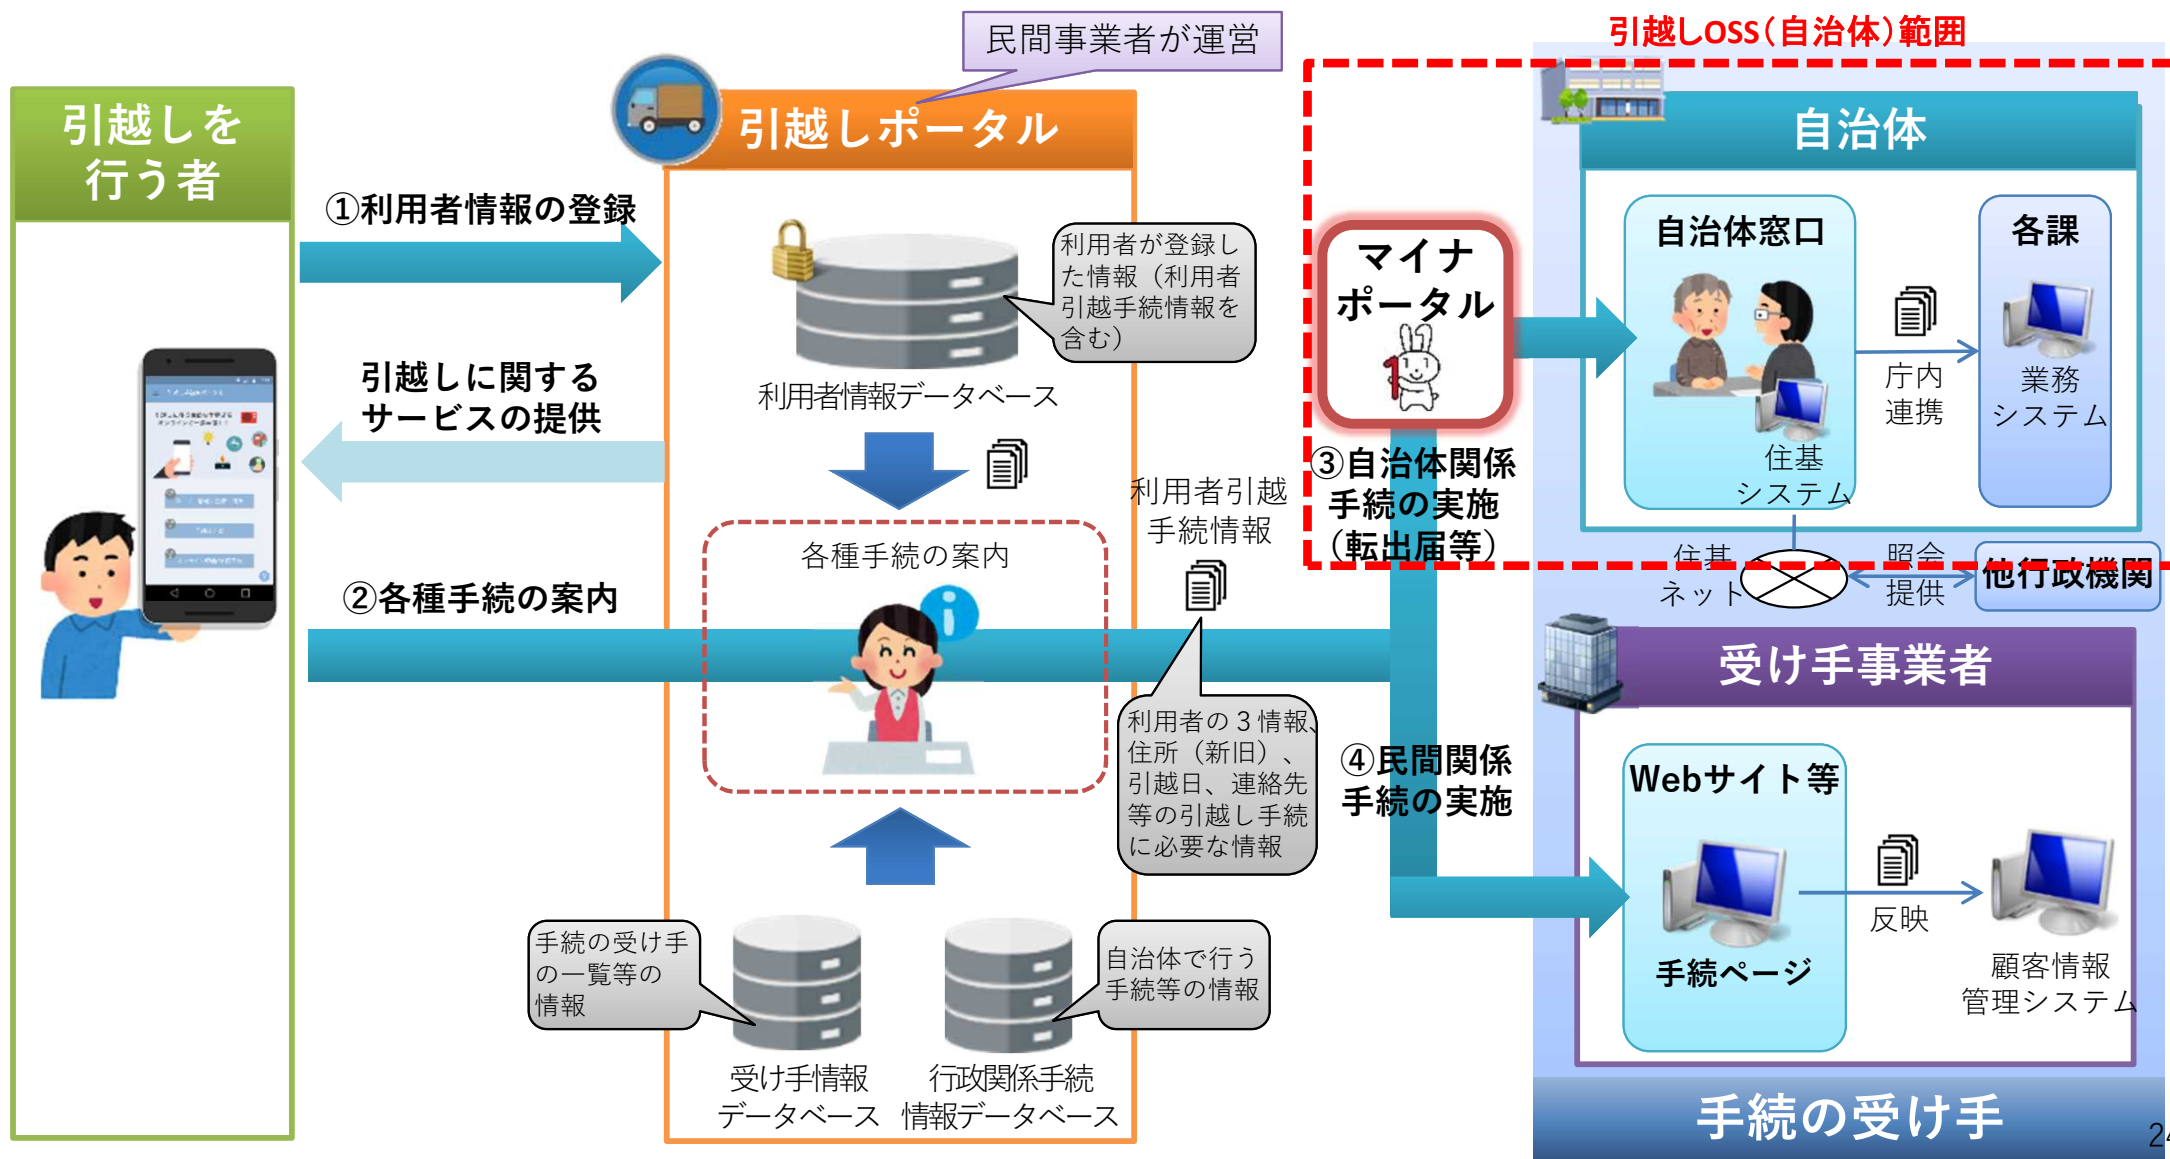 引越しOSS（自治体）範囲
民間事業者が運営
引越しを
行う者
引越しポータル
自治体
①利用者情報の登録
利用者が登録し
た情報（利用者
引越手続情報を
含む）
利用者情報データベース
引越しに関する
サービスの提供
マイナ
ポータル
自治体窓口
各課
庁内
連携
業務
システム
住基
システム
③自治体関係
手続の実施
（転出届等）
利用者引越
手続情報
各種手続の案内
②各種手続の案内
住基
ネット
照会
提供
他行政機関
受け手事業者
利用者の３情報、
住所（新旧）、
引越日、連絡先
等の引越し手続
に必要な情報
④民間関係
手続の実施
Webサイト等
手続ページ
反映
顧客情報
管理システム
手続の受け手
の一覧等の
情報
自治体で行う
手続等の情報
受け手情報
データベース
行政関係手続
情報データベース
手続の受け手